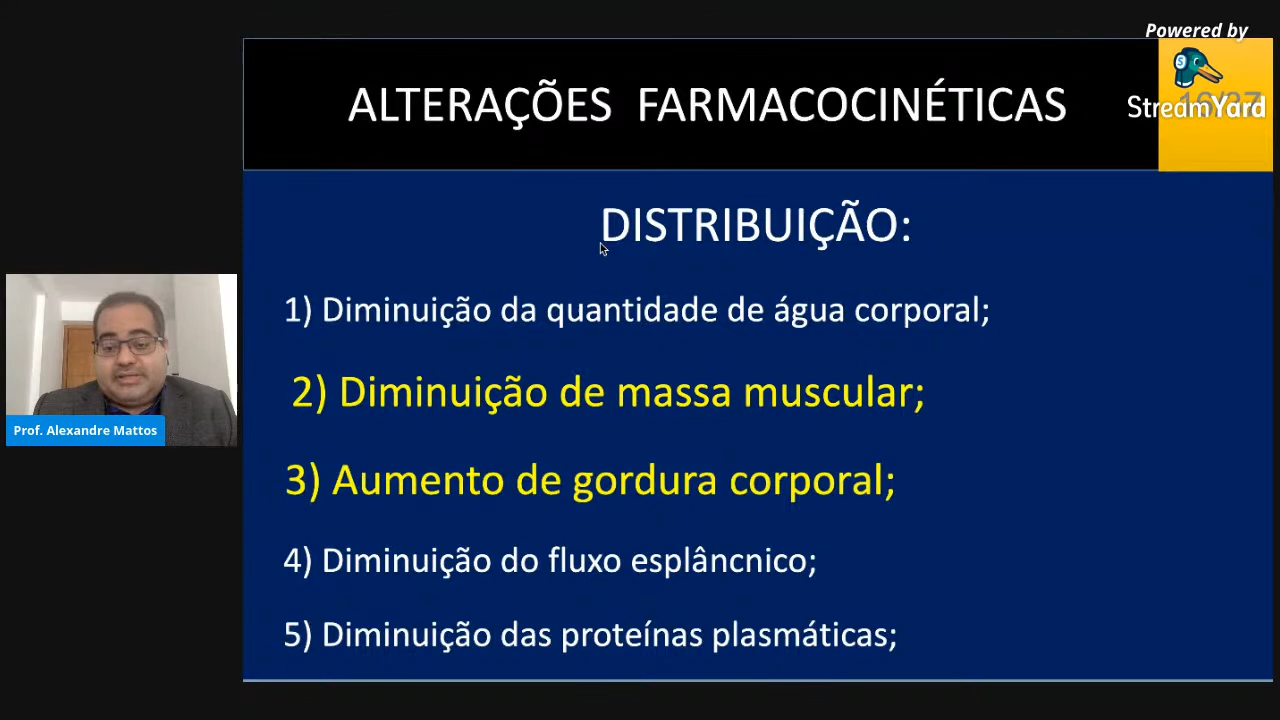 Powered by
StreamYard
ALTERAÇÕES FARMACOCINÉTICAS
DISTRIBUIÇÃO:
1) Diminuição da quantidade de água corporal;
2) Diminuição de massa muscular;
3) Aumento de gordura corporal;
4) Diminuição do fluxo esplâncnico;
5) Diminuição das proteínas plasmáticas;
Prof. Alexandre Mattos